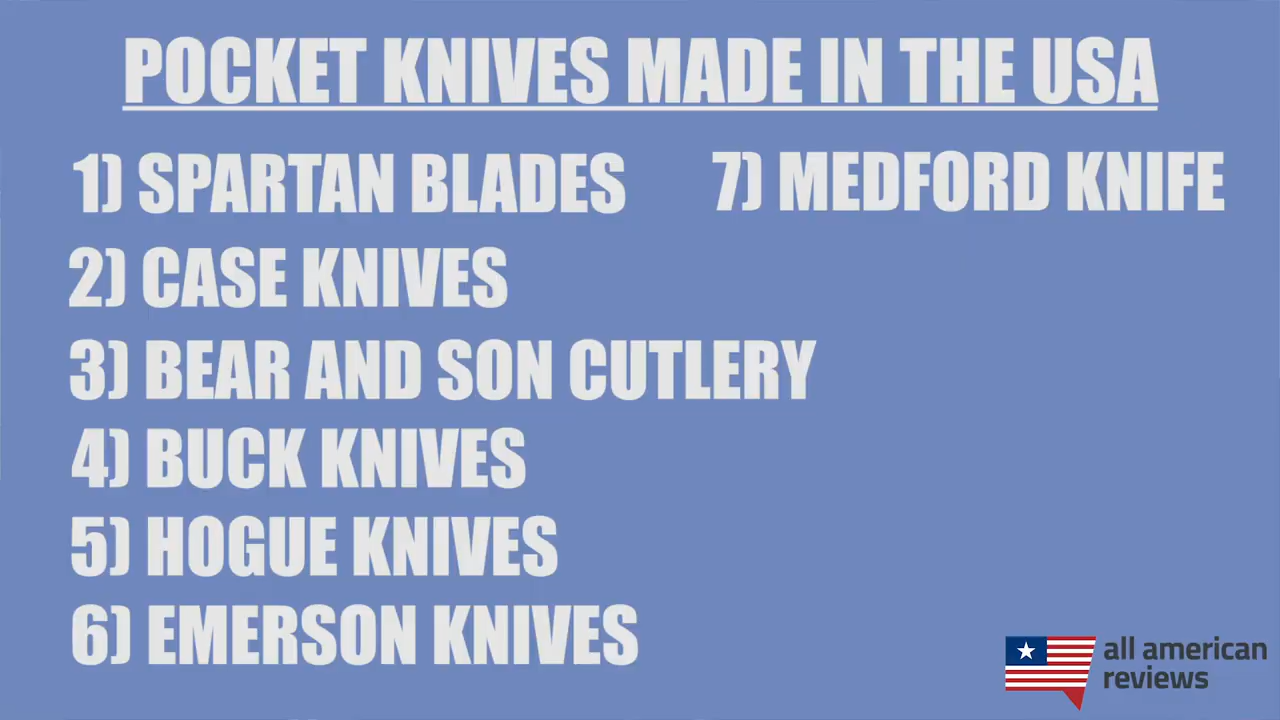 POCKET KNIVES MADE IN THE USA
1) SPARTAN BLADES
2) CASE KNIVES
3) BEAR AND SON CUTLERY
4) BUCK KNIVES
5) HOGUE KNIVES
6) EMERSON KNIVES
7) MEDFORD KNIFE
all american
reviews